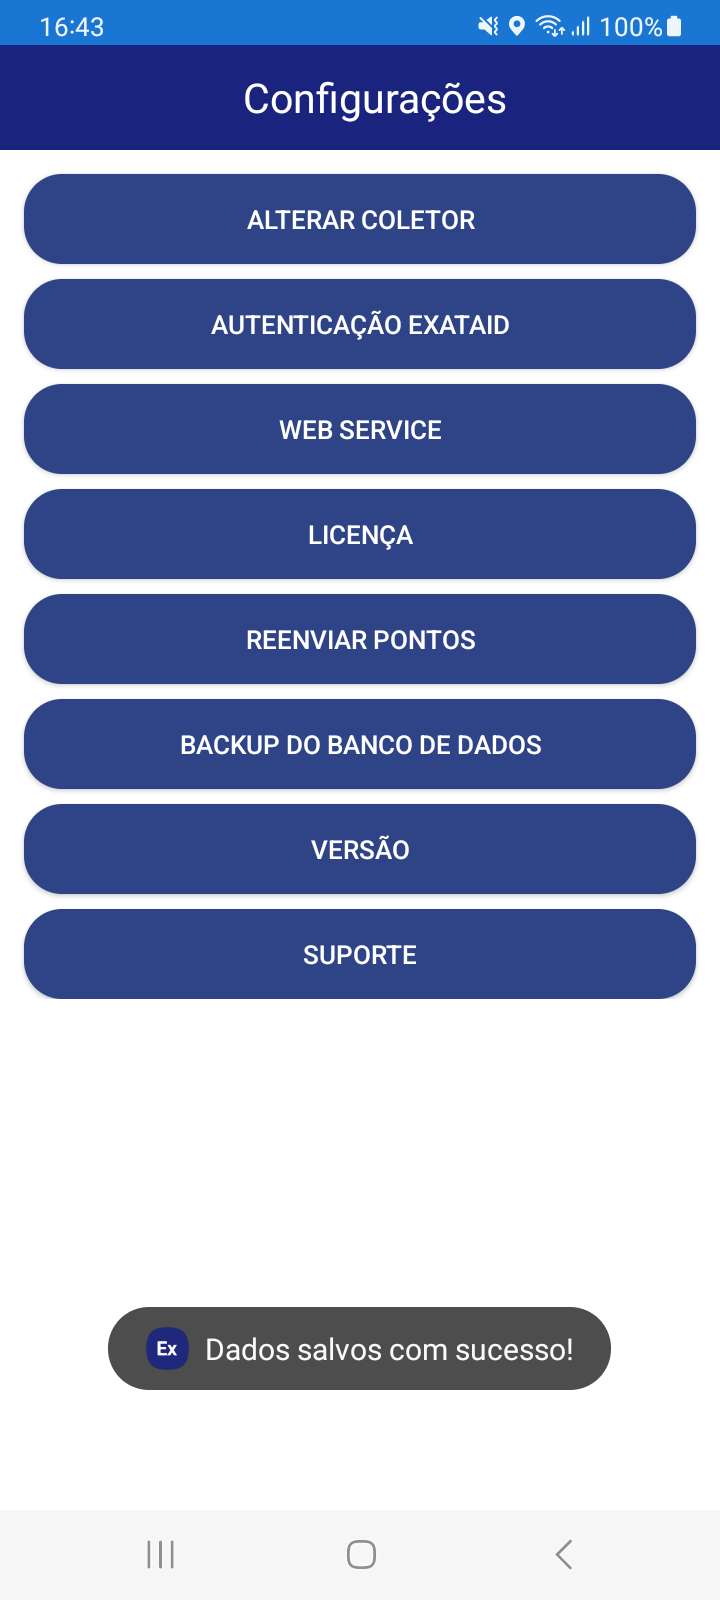 16:43
100%
Configurações
ALTERAR COLETOR
AUTENTICAÇÃO EXATAID
WEB SERVICE
LICENÇA
REENVIAR PONTOS
BACKUP DO BANCO DE DADOS
VERSÃO
SUPORTE
Ex Dados salvos com sucesso!